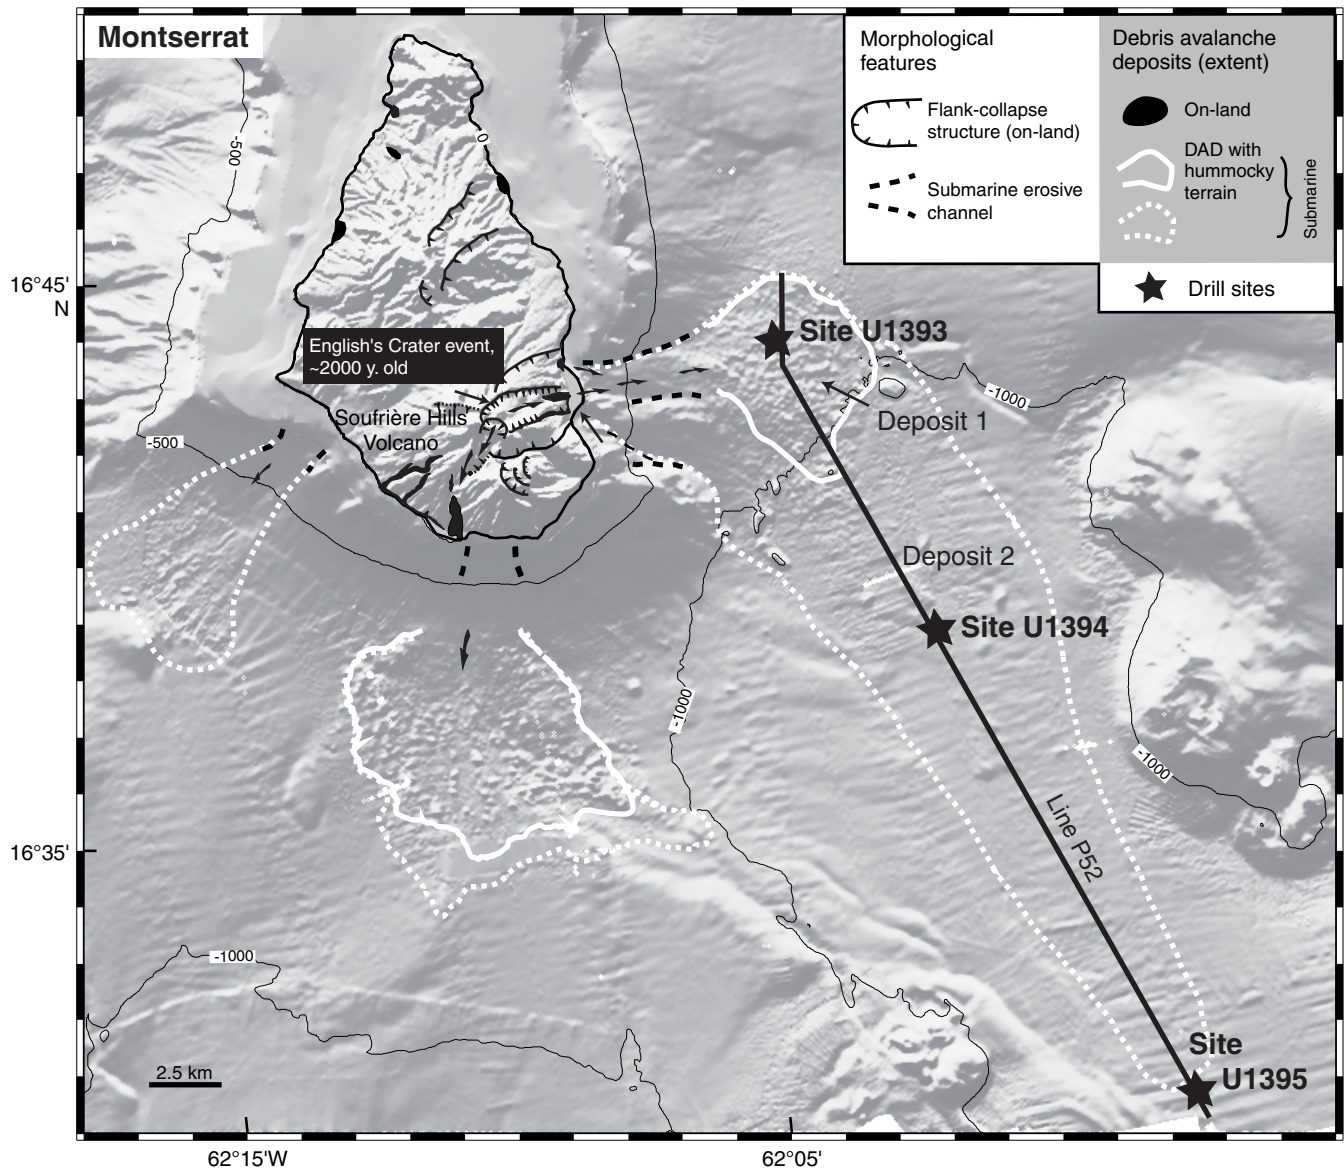 Montserrat
Morphological
features
Flank-collapse
structure (on-land)
Submarine erosive
channel
Debris avalanche
deposits (extent)
On-land
DAD with
hummocky
terrain
Submarine
Drill sites
-500
0
16°45'
N
English's Crater event,
~2000 y. old
Site U1393
-1000
Soufrière Hills
Volcano
Deposit 1
-500
Deposit 2
Site U1394
-1000
-1000
Line P52
16°35'
-1000
Site
U1395
2.5 km
62°15'W
62°05'